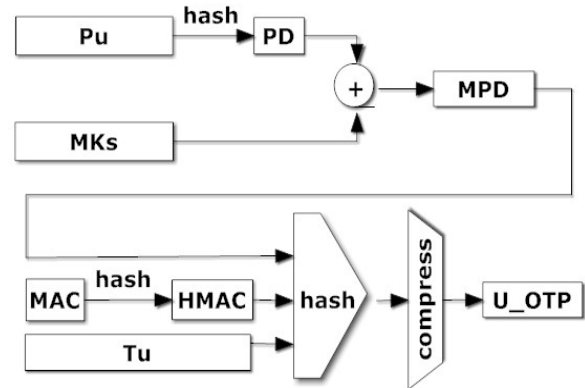 hash
Pu
PD
+
MPD
MKs
hash
MAC
HMAC
hash
Tu
compress
U_OTP